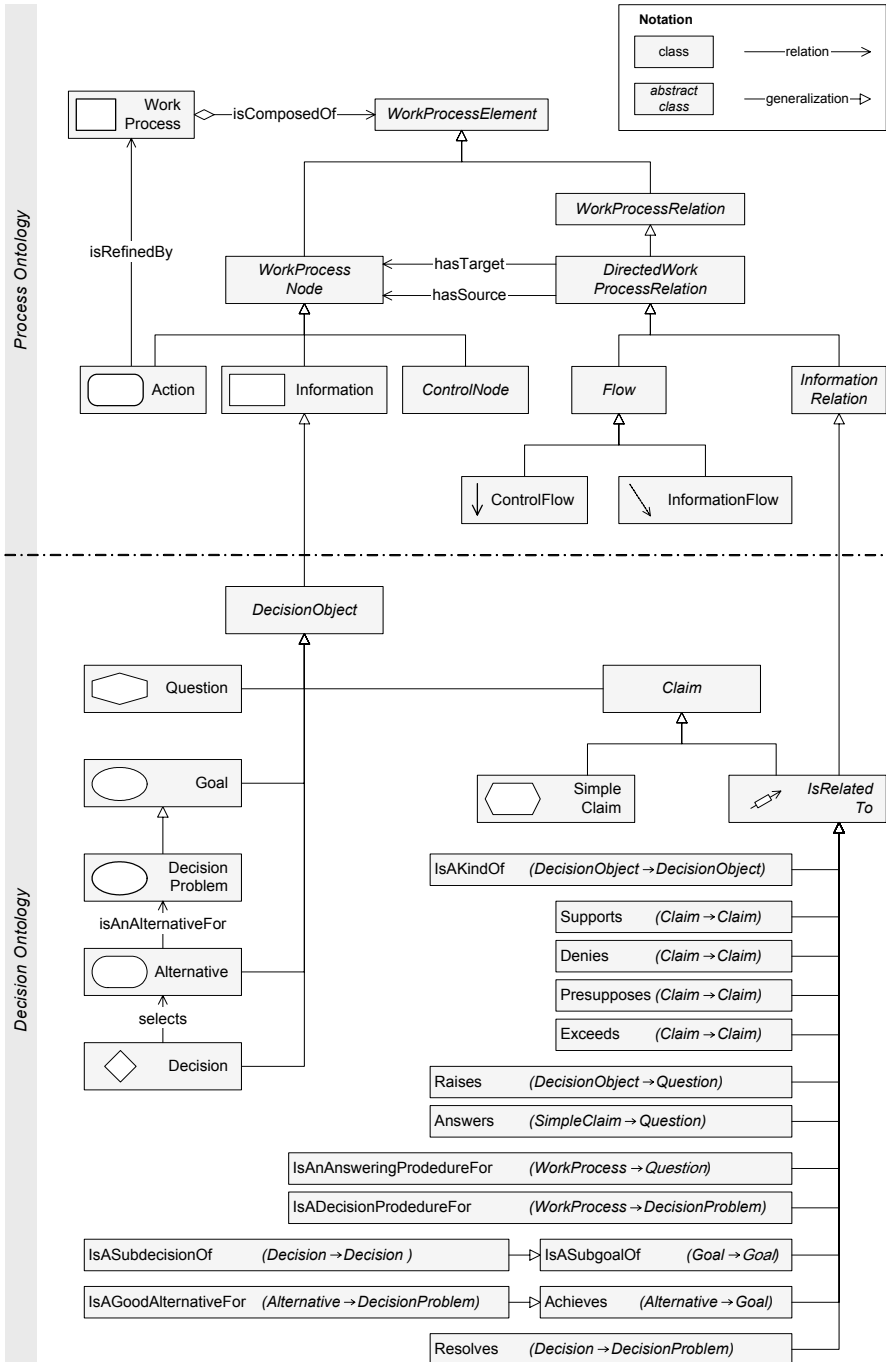 Notation
class
relation
abstract
class
generalization
Process Ontology
Work
Process
isComposedOf
WorkProcessElement
WorkProcessRelation
isRefinedBy
WorkProcess
Node
hasTarget
hasSource
DirectedWork
ProcessRelation
Action
Information
ControlNode
Flow
Information
Relation
ControlFlow
InformationFlow
Decision Ontology
DecisionObject
Question
Claim
Goal
Simple
Claim
IsRelated
To
Decision
Problem
IsAKindOf (DecisionObject→DecisionObject)
isAnAlternativeFor
Supports (Claim→Claim)
Alternative
Denies (Claim→Claim)
Presupposes (Claim→Claim)
selects
Exceeds (Claim→Claim)
Decision
Raises (DecisionObject→Question)
Answers (SimpleClaim→Question)
IsAnAnsweringProdedureFor (WorkProcess→Question)
IsADecisionProdedureFor (WorkProcess→DecisionProblem)
IsASubdecisionOf (Decision→Decision )
IsASubgoalOf (Goal→Goal)
IsAGoodAlternativeFor (Alternative→DecisionProblem)
Achieves (Alternative→Goal)
Resolves (Decision→DecisionProblem)